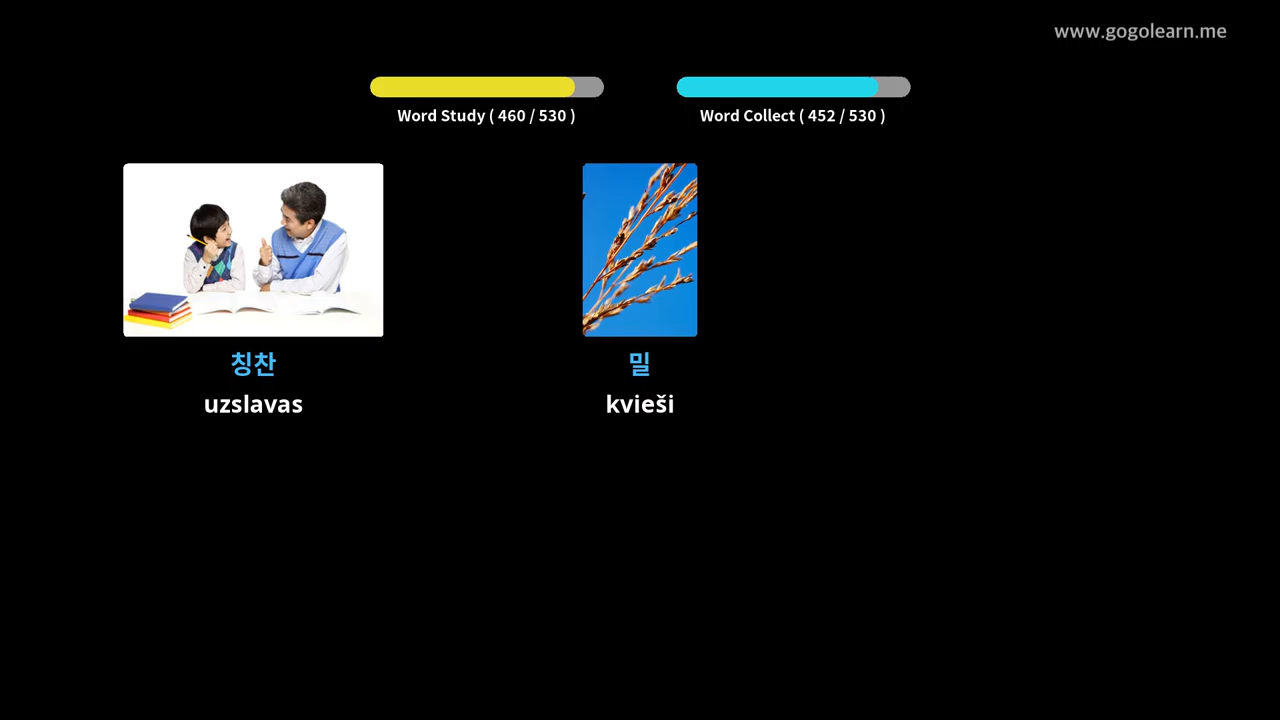 www.gogolearn.me
Word Study ( 460 / 530 )
Word Collect ( 452 / 530 )
칭찬
uzslavas
밀
kvieši